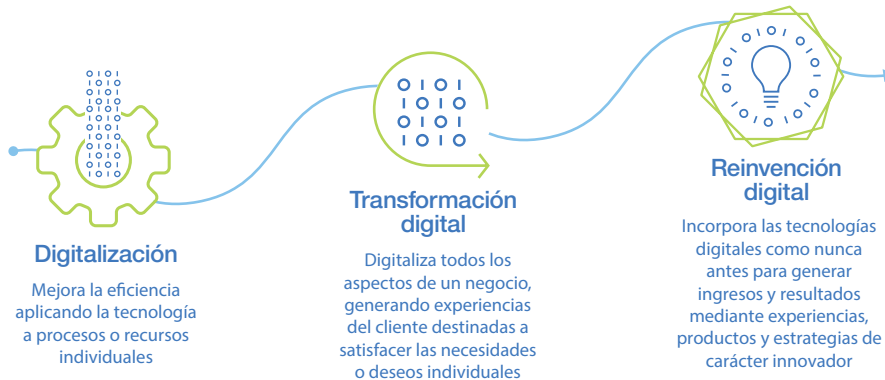 Digitalización
Mejora la eficiencia
aplicando la tecnología
a procesos o recursos
individuales
Transformación
digital
Digitaliza todos los
aspectos de un negocio,
generando experiencias
del cliente destinadas a
satisfacer las necesidades
o deseos individuales
Reinvención
digital
Incorpora las tecnologías
digitales como nunca
antes para generar
ingresos y resultados
mediante experiencias,
productos y estrategias de
carácter innovador